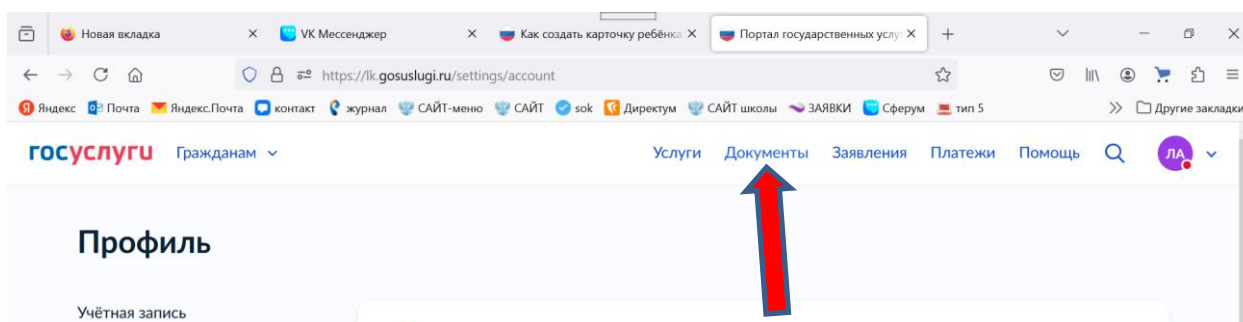 Новая вкладка VK Мессенджер Как создать карточку ребёнка Портал государственных услуг
https://lk.gosuslugi.ru/settings/account
Яндекс Почта Яндекс.Почта контакт журнал САЙТ-меню САЙТ sok Директум САЙТ школы ЗАЯВКИ Сферум тип 5 Другие закладки
госуслуги Гражданам Услуги Документы Заявления Платежи Помощь ЛА
Профиль
Учётная запись